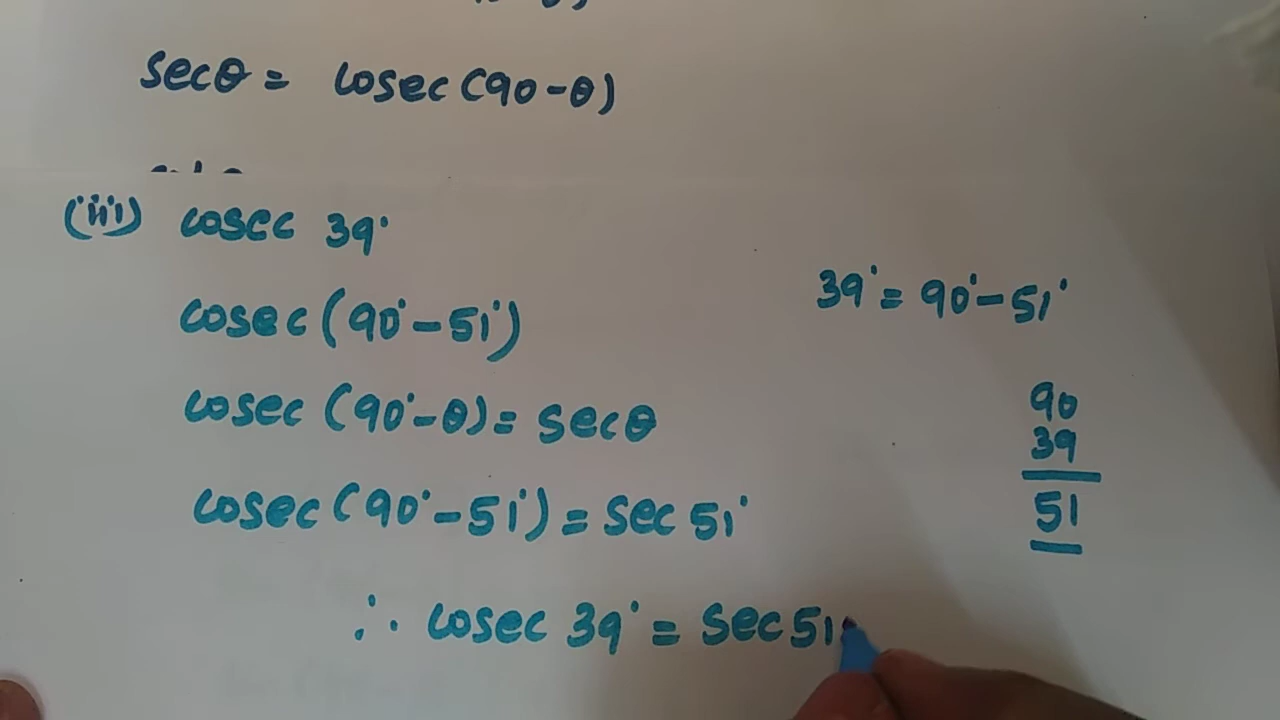 secθ = cosec (90-θ)
(iii) cosec 39°
cosec (90°-51°)
39° = 90°-51°
cosec (90°-θ) = secθ
90
39
51
cosec (90°-51°) = sec 51°
∴ cosec 39° = sec 51